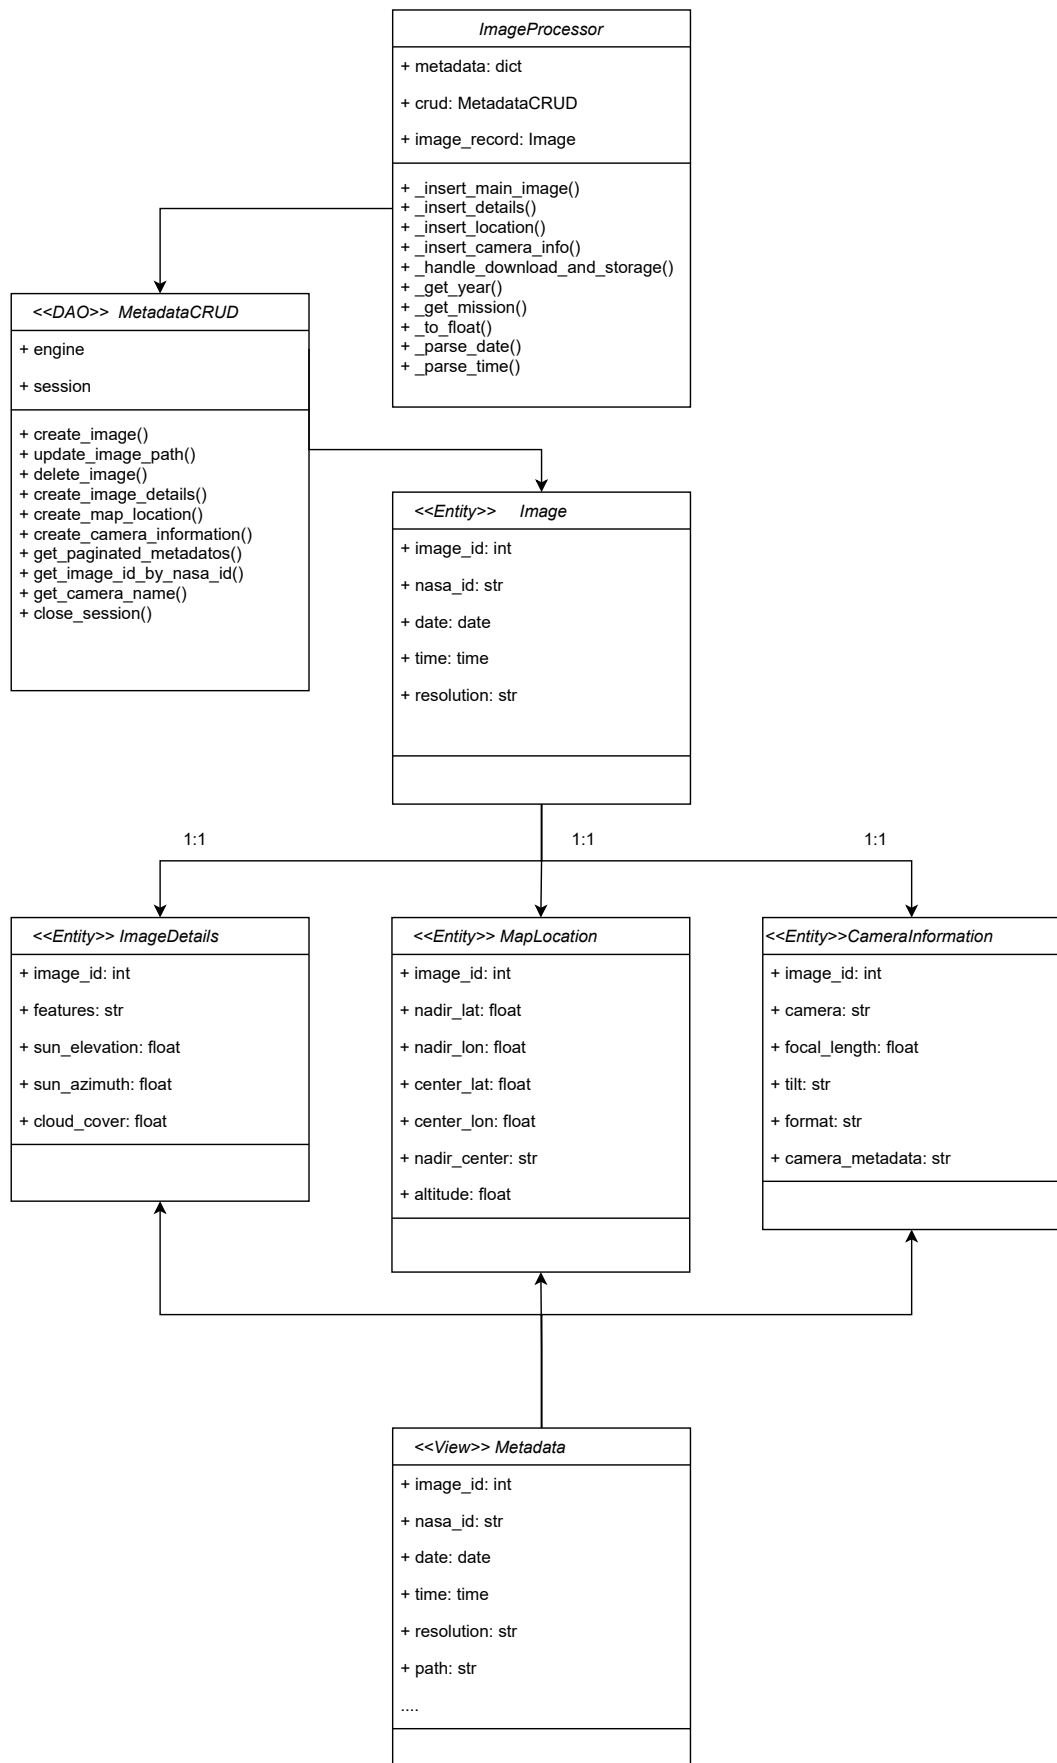 ImageProcessor
+ metadata: dict
+ crud: MetadataCRUD
+ image_record: Image
+ _insert_main_image()
+ _insert_details()
+ _insert_location()
+ _insert_camera_info()
+ _handle_download_and_storage()
+ _get_year()
+ _get_mission()
+ _to_float()
+ _parse_date()
+ _parse_time()
<<DAO>> MetadataCRUD
+ engine
+ session
+ create_image()
+ update_image_path()
+ delete_image()
+ create_image_details()
+ create_map_location()
+ create_camera_information()
+ get_paginated_metadatos()
+ get_image_id_by_nasa_id()
+ get_camera_name()
+ close_session()
<<Entity>> Image
+ image_id: int
+ nasa_id: str
+ date: date
+ time: time
+ resolution: str
1:1
1:1
1:1
<<Entity>> ImageDetails
+ image_id: int
+ features: str
+ sun_elevation: float
+ sun_azimuth: float
+ cloud_cover: float
<<Entity>> MapLocation
+ image_id: int
+ nadir_lat: float
+ nadir_lon: float
+ center_lat: float
+ center_lon: float
+ nadir_center: str
+ altitude: float
<<Entity>>CameraInformation
+ image_id: int
+ camera: str
+ focal_length: float
+ tilt: str
+ format: str
+ camera_metadata: str
<<View>> Metadata
+ image_id: int
+ nasa_id: str
+ date: date
+ time: time
+ resolution: str
+ path: str
....